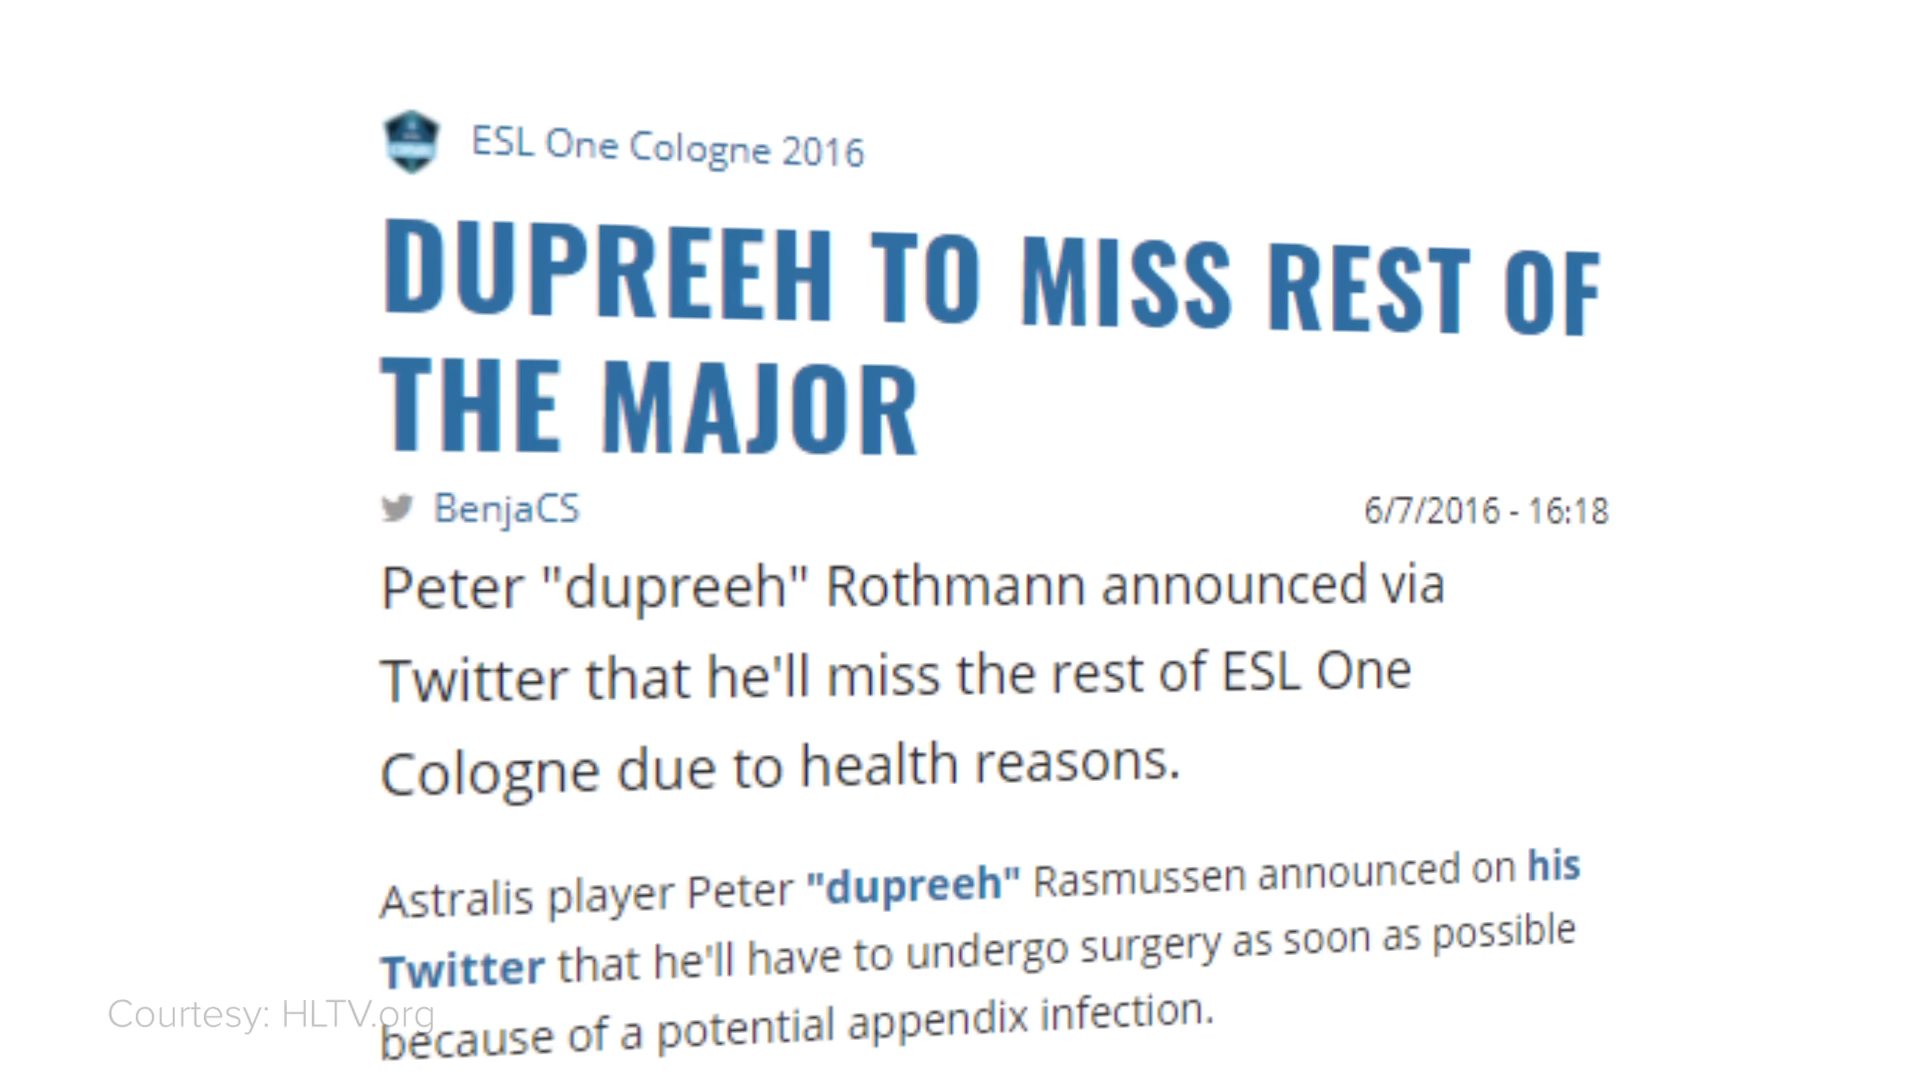 ESL One Cologne 2016
DUPREEH TO MISS REST OF
THE MAJOR
BenjaCS
6/7/2016 - 16:18
Peter "dupreeh" Rothmann announced via
Twitter that he'll miss the rest of ESL One
Cologne due to health reasons.
Astralis player Peter "dupreeh" Rasmussen announced on his
Twitter that he'll have to undergo surgery as soon as possible
because of a potential appendix infection.
Courtesy: HLTV.org